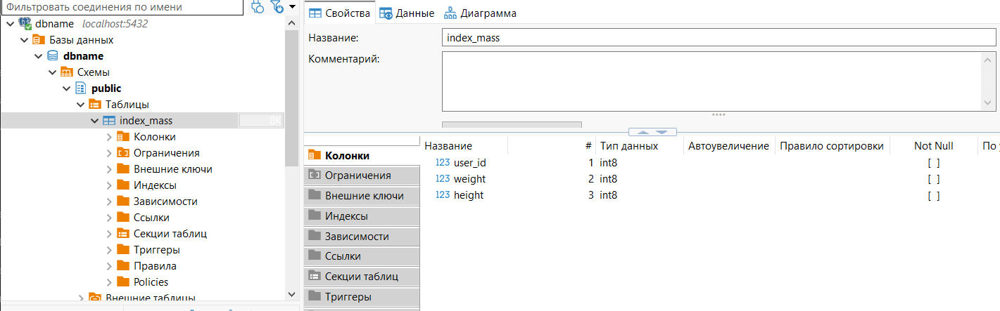 Фильтровать соединения по имени
dbname localhost:5432
Базы данных
dbname
Схемы
public
Таблицы
index_mass 8K
Колонки
Ограничения
Внешние ключи
Индексы
Зависимости
Ссылки
Секции таблиц
Триггеры
Правила
Policies
Внешние таблицы
Свойства Данные Диаграмма
Название: index_mass
Комментарий:
Колонки
Ограничения
Внешние ключи
Индексы
Зависимости
Ссылки
Секции таблиц
Триггеры
Название # Тип данных Автоувеличение Правило сортировки Not Null По
123 user_id 1 int8 [ ]
123 weight 2 int8 [ ]
123 height 3 int8 [ ]